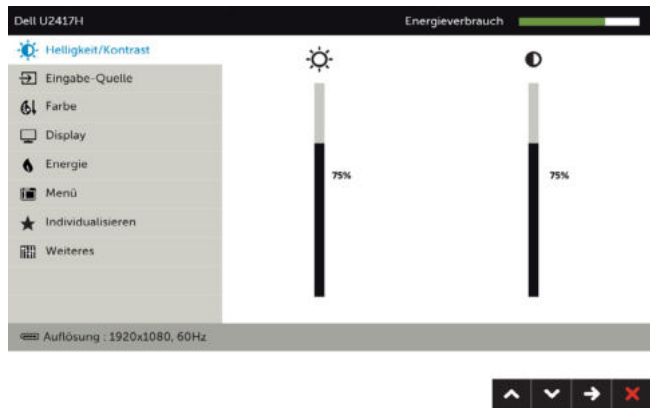 Dell U2417H
Energieverbrauch
Helligkeit/Kontrast
Eingabe-Quelle
Farbe
Display
Energie
Menü
Individualisieren
Weiteres
75%
75%
Auflösung : 1920x1080, 60Hz